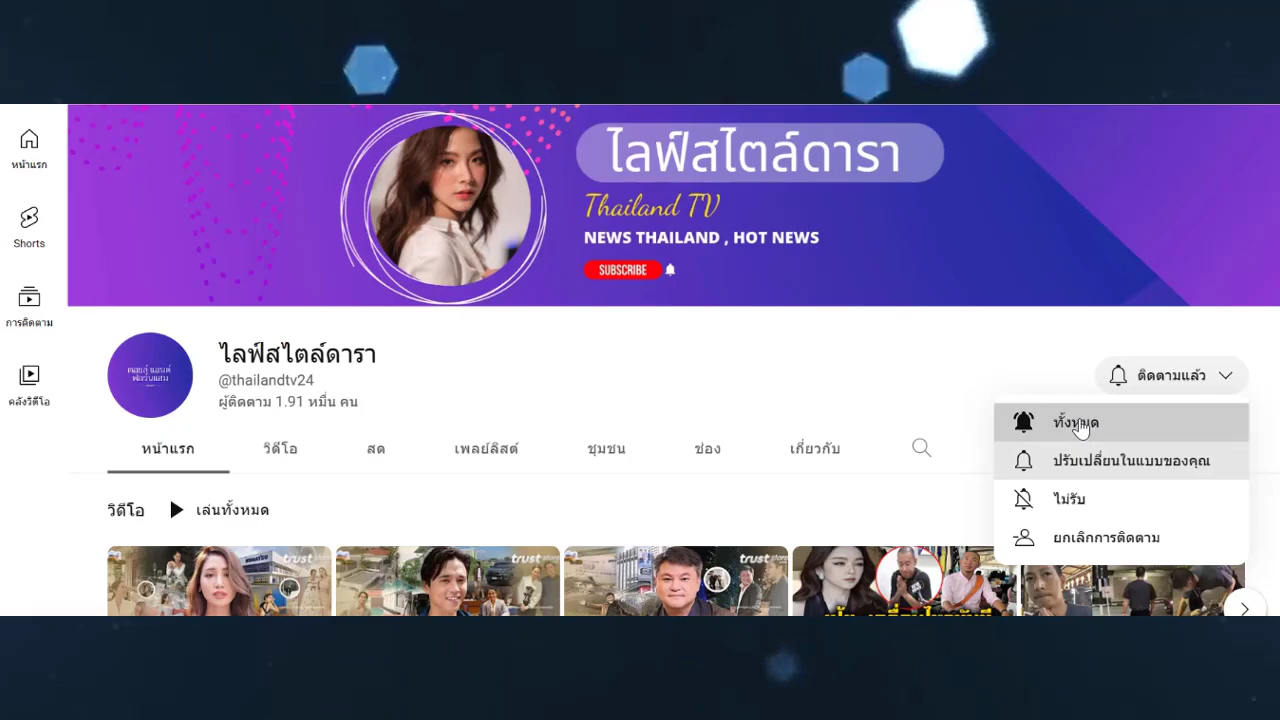 ไลฟ์สไตล์ดารา
Thailand TV
NEWS THAILAND , HOT NEWS
SUBSCRIBE
หน้าแรก
Shorts
การติดตาม
คลังวิดีโอ
ไลฟ์สไตล์ดารา
@thailandtv24
ผู้ติดตาม 1.91 หมื่น คน
ติดตามแล้ว
ทั้งหมด
ปรับเปลี่ยนในแบบของคุณ
ไม่รับ
ยกเลิกการติดตาม
หน้าแรก วิดีโอ สด เพลย์ลิสต์ ชุมชน ช่อง เกี่ยวกับ
วิดีโอ เล่นทั้งหมด
trust
trust
trust